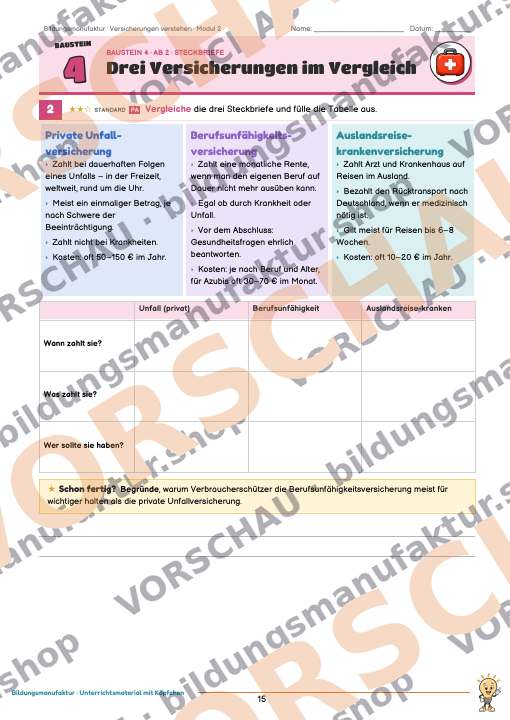 Bildungsmanufaktur · Versicherungen verstehen · Modul 2 Name: Datum:
BAUSTEIN
4
BAUSTEIN 4 · AB 2 · STECKBRIEFE
Drei Versicherungen im Vergleich
2 ★★☆ STANDARD PA Vergleiche die drei Steckbriefe und fülle die Tabelle aus.
Private Unfall-
versicherung
› Zahlt bei dauerhaften Folgen
eines Unfalls – in der Freizeit,
weltweit, rund um die Uhr.
› Meist ein einmaliger Betrag, je
nach Schwere der
Beeinträchtigung.
› Zahlt nicht bei Krankheiten.
› Kosten: oft 50–150 € im Jahr.
Berufsunfähigkeits-
versicherung
› Zahlt eine monatliche Rente,
wenn man den eigenen Beruf auf
Dauer nicht mehr ausüben kann.
› Egal ob durch Krankheit oder
Unfall.
› Vor dem Abschluss:
Gesundheitsfragen ehrlich
beantworten.
› Kosten: je nach Beruf und Alter,
für Azubis oft 30–70 € im Monat.
Auslandsreise-
krankenversicherung
› Zahlt Arzt und Krankenhaus auf
Reisen im Ausland.
› Bezahlt den Rücktransport nach
Deutschland, wenn er medizinisch
nötig ist.
› Gilt meist für Reisen bis 6–8
Wochen.
› Kosten: oft 10–20 € im Jahr.
Unfall (privat) Berufsunfähigkeit Auslandsreise-kranken
Wann zahlt sie?
Was zahlt sie?
Wer sollte sie haben?
★ Schon fertig? Begründe, warum Verbraucherschützer die Berufsunfähigkeitsversicherung meist für
wichtiger halten als die private Unfallversicherung.
Bildungsmanufaktur · Unterrichtsmaterial mit Köpfchen
15
VORSCHAU · bildungsmanufaktur.shop
VORSCHAU